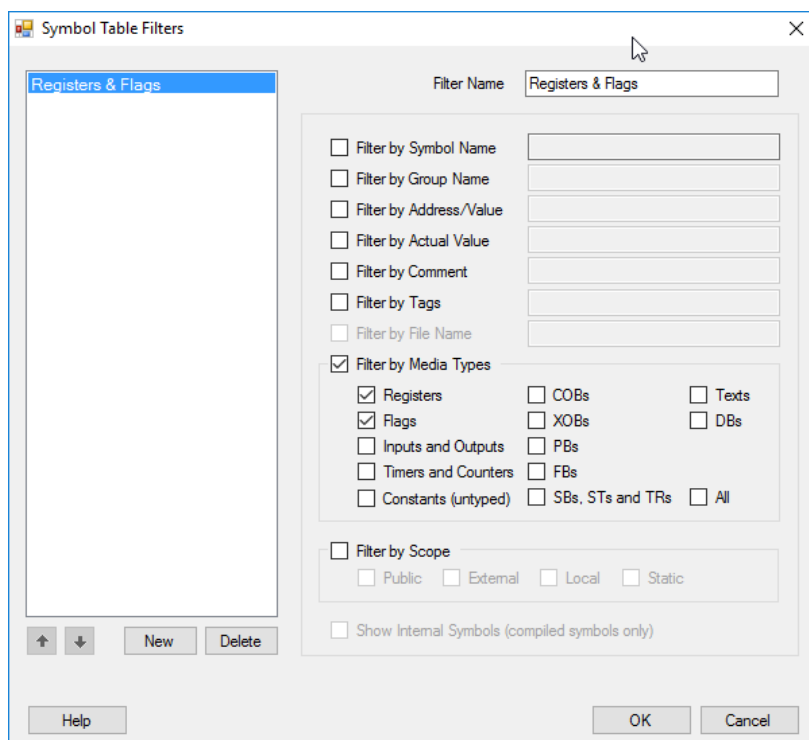 Symbol Table Filters
Registers & Flags
Filter Name Registers & Flags
Filter by Symbol Name
Filter by Group Name
Filter by Address/Value
Filter by Actual Value
Filter by Comment
Filter by Tags
Filter by File Name
Filter by Media Types
Registers COBs Texts
Flags XOBs DBs
Inputs and Outputs PBs
Timers and Counters FBs
Constants (untyped) SBs, STs and TRs All
Filter by Scope
Public External Local Static
Show Internal Symbols (compiled symbols only)
New Delete
Help OK Cancel